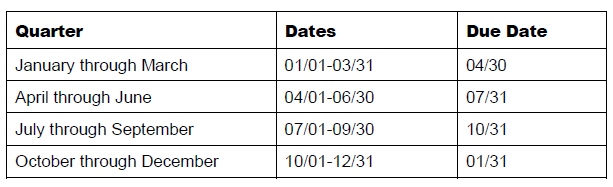 Quarter Dates Due Date
January through March 01/01-03/31 04/30
April through June 04/01-06/30 07/31
July through September 07/01-09/30 10/31
October through December 10/01-12/31 01/31